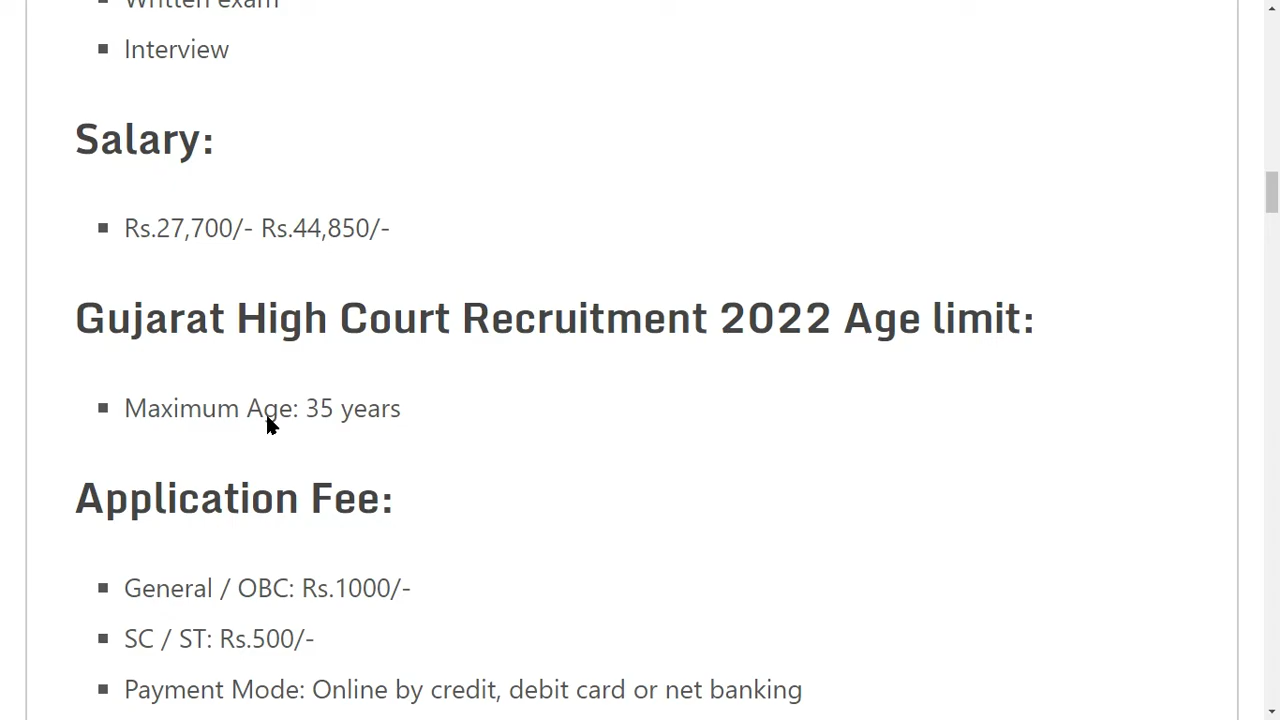 Written exam
Interview
Salary:
Rs.27,700/- Rs.44,850/-
Gujarat High Court Recruitment 2022 Age limit:
Maximum Age: 35 years
Application Fee:
General / OBC: Rs.1000/-
SC / ST: Rs.500/-
Payment Mode: Online by credit, debit card or net banking